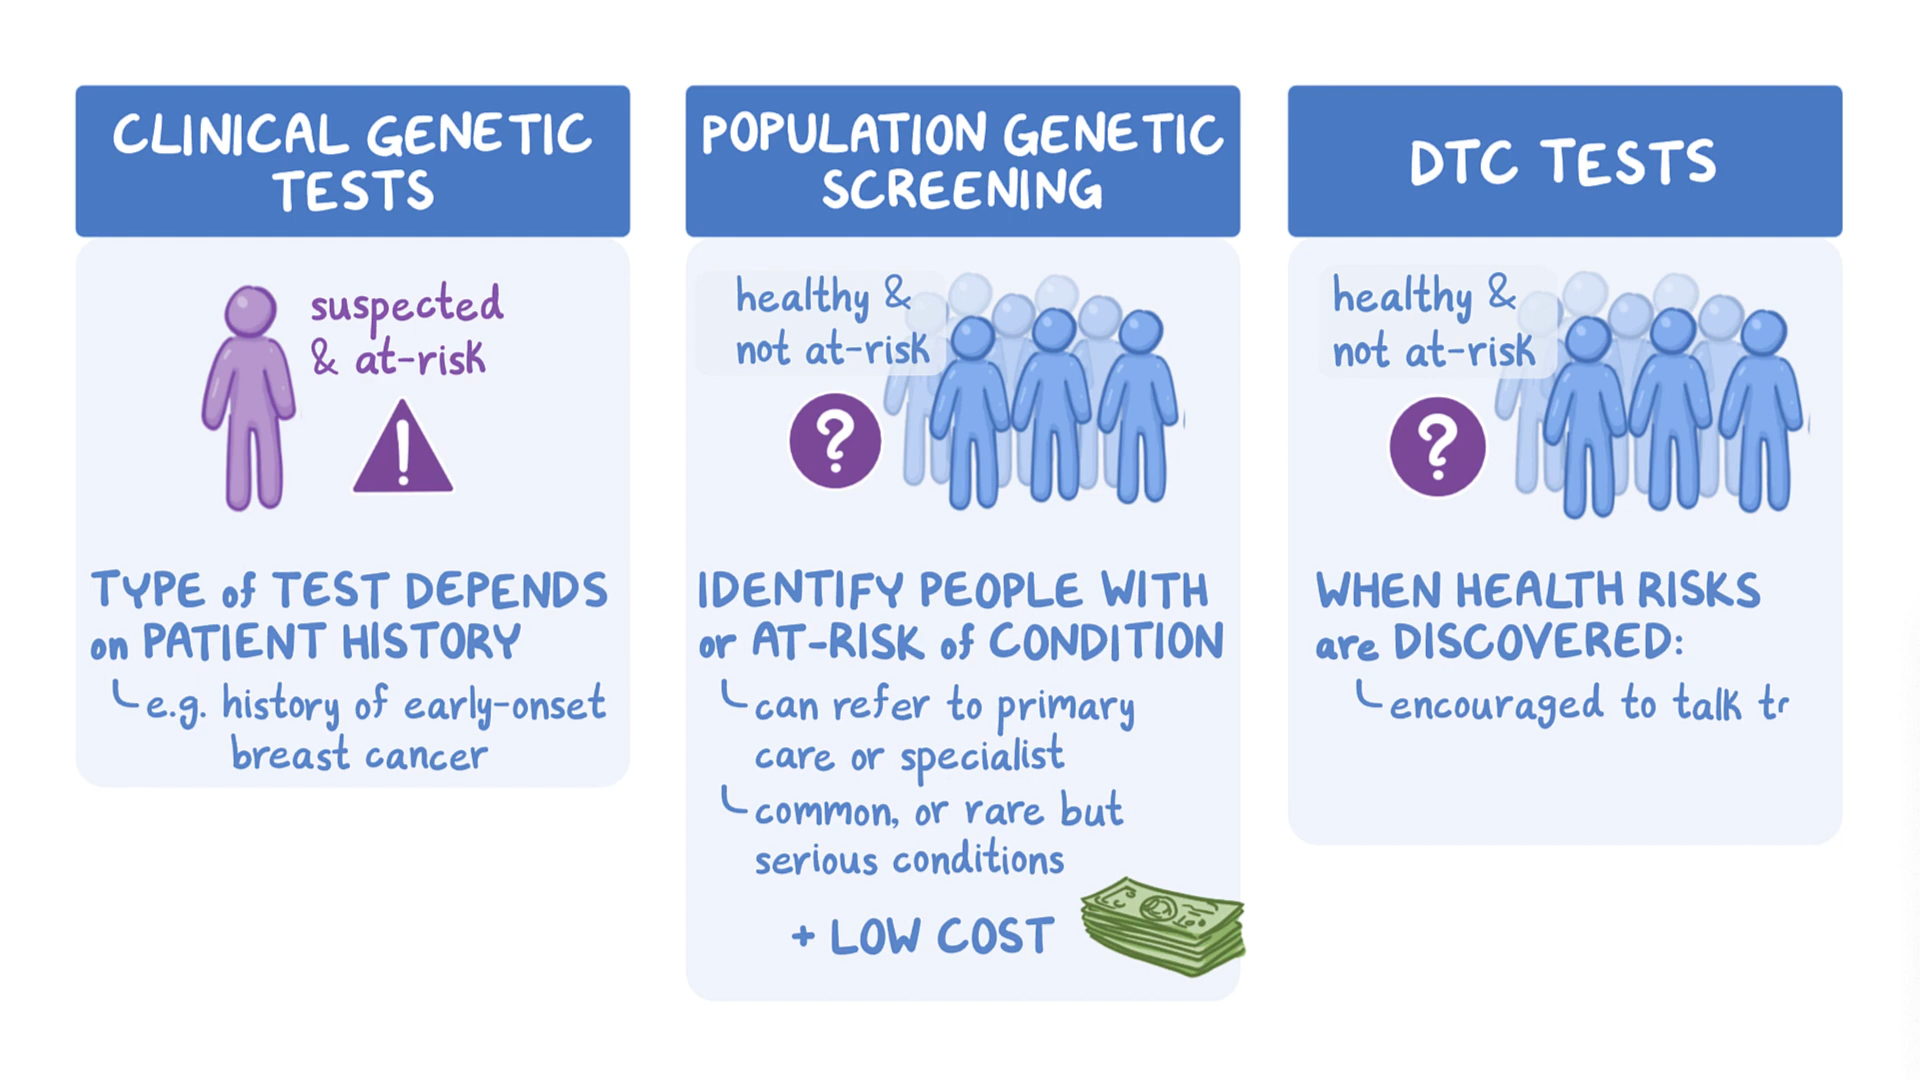 CLINICAL GENETIC
TESTS
suspected
& at-risk
!
TYPE of TEST DEPENDS
on PATIENT HISTORY
e.g. history of early-onset
breast cancer
POPULATION GENETIC
SCREENING
healthy &
not at-risk
?
IDENTIFY PEOPLE WITH
or AT-RISK of CONDITION
can refer to primary
care or specialist
common, or rare but
serious conditions
+ LOW COST
DTC TESTS
healthy &
not at-risk
?
WHEN HEALTH RISKS
are DISCOVERED:
encouraged to talk